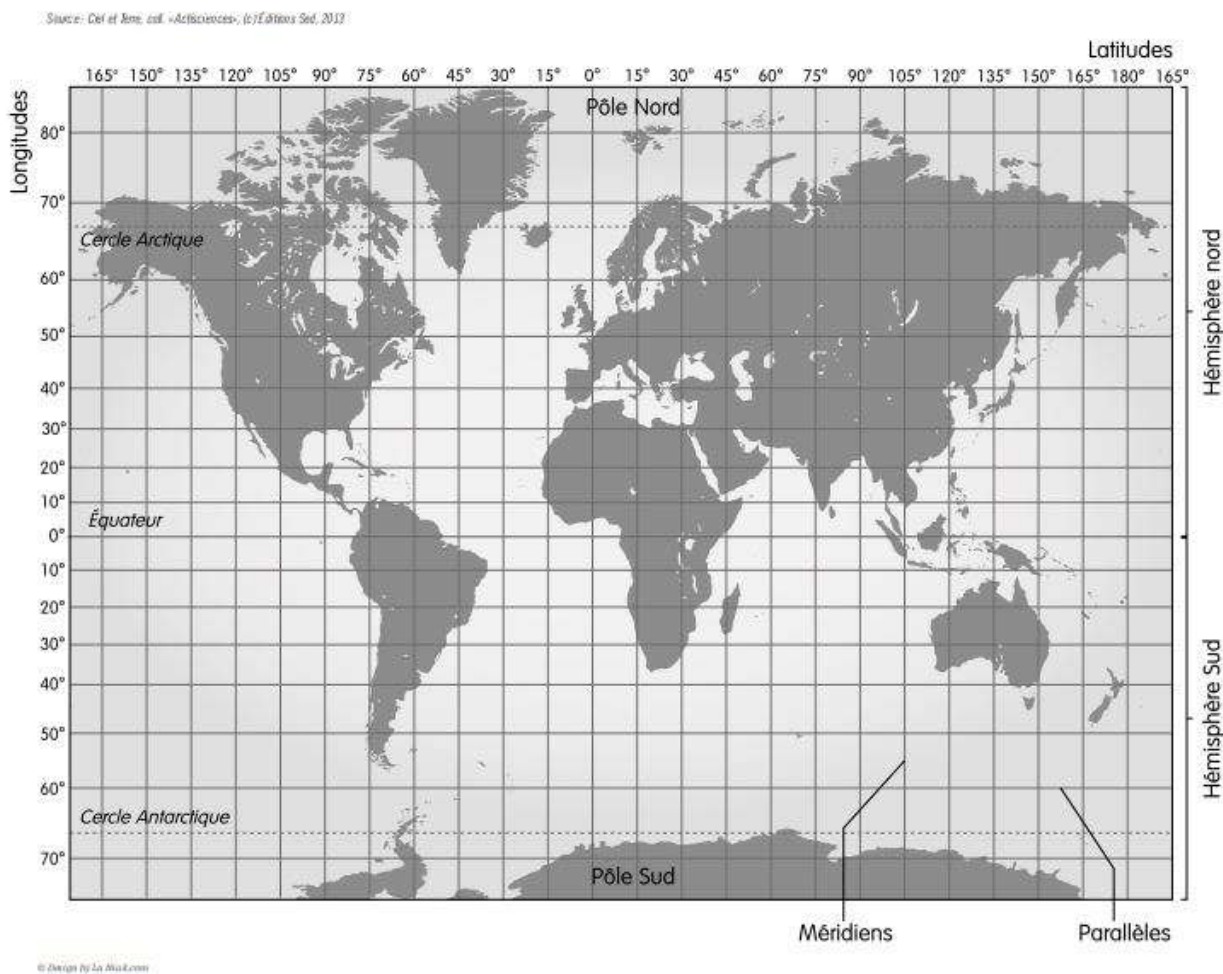 Source : Ciel et Terre, coll. «Actisciences», (c) Éditions Sed, 2013
Latitudes
165° 150° 135° 120° 105° 90° 75° 60° 45° 30° 15° 0° 15° 30° 45° 60° 75° 90° 105° 120° 135° 150° 165° 180° 165°
Longitudes
Pôle Nord
80°
70°
Cercle Arctique
60°
50°
40°
30°
20°
10°
Équateur
0°
10°
20°
30°
40°
50°
60°
Cercle Antarctique
70°
Pôle Sud
Hémisphère nord
Hémisphère Sud
Méridiens
Parallèles